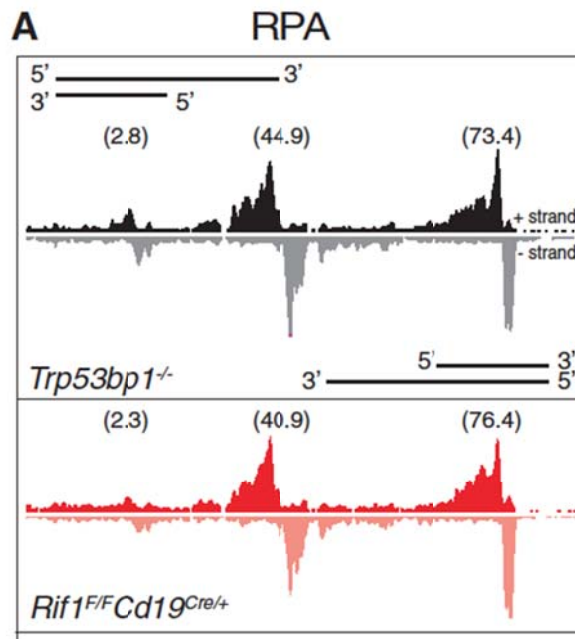 A RPA
5' 3'
3' 5'
(2.8) (44.9) (73.4)
+ strand
- strand
5' 3'
Trp53bp1-/- 3' 5'
(2.3) (40.9) (76.4)
Rif1F/FCd19Cre/+